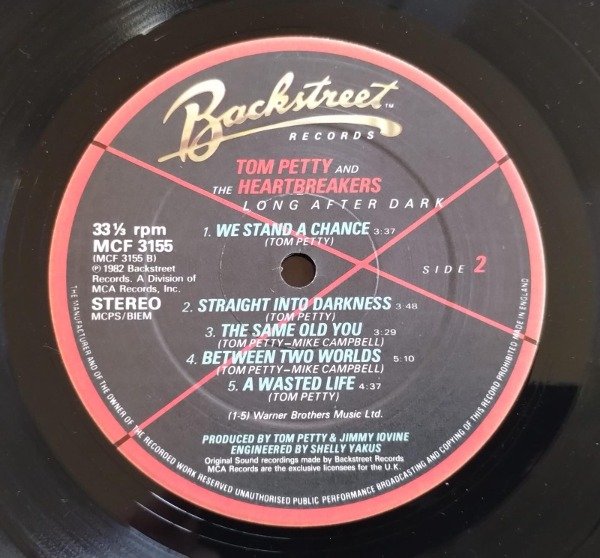 Backstreet™
RECORDS
TOM PETTY AND
THE HEARTBREAKERS
LONG AFTER DARK
33⅓ rpm
MCF 3155
(MCF 3155 B)
℗ 1982 Backstreet
Records. A Division of
MCA Records, Inc.
STEREO
MCPS/BIEM
1. WE STAND A CHANCE 3:37
(TOM PETTY)
SIDE 2
2. STRAIGHT INTO DARKNESS 3:48
(TOM PETTY)
3. THE SAME OLD YOU 3:29
(TOM PETTY–MIKE CAMPBELL)
4. BETWEEN TWO WORLDS 5:10
(TOM PETTY–MIKE CAMPBELL)
5. A WASTED LIFE 4:37
(TOM PETTY)
(1-5) Warner Brothers Music Ltd.
PRODUCED BY TOM PETTY & JIMMY IOVINE
ENGINEERED BY SHELLY YAKUS
Original Sound recordings made by Backstreet Records
MCA Records are the exclusive licensees for the U.K.
THE MANUFACTURER AND OF THE OWNER OF THE RECORDED WORK RESERVED UNAUTHORISED PUBLIC PERFORMANCE BROADCASTING AND COPYING OF THIS RECORD PROHIBITED MADE IN ENGLAND